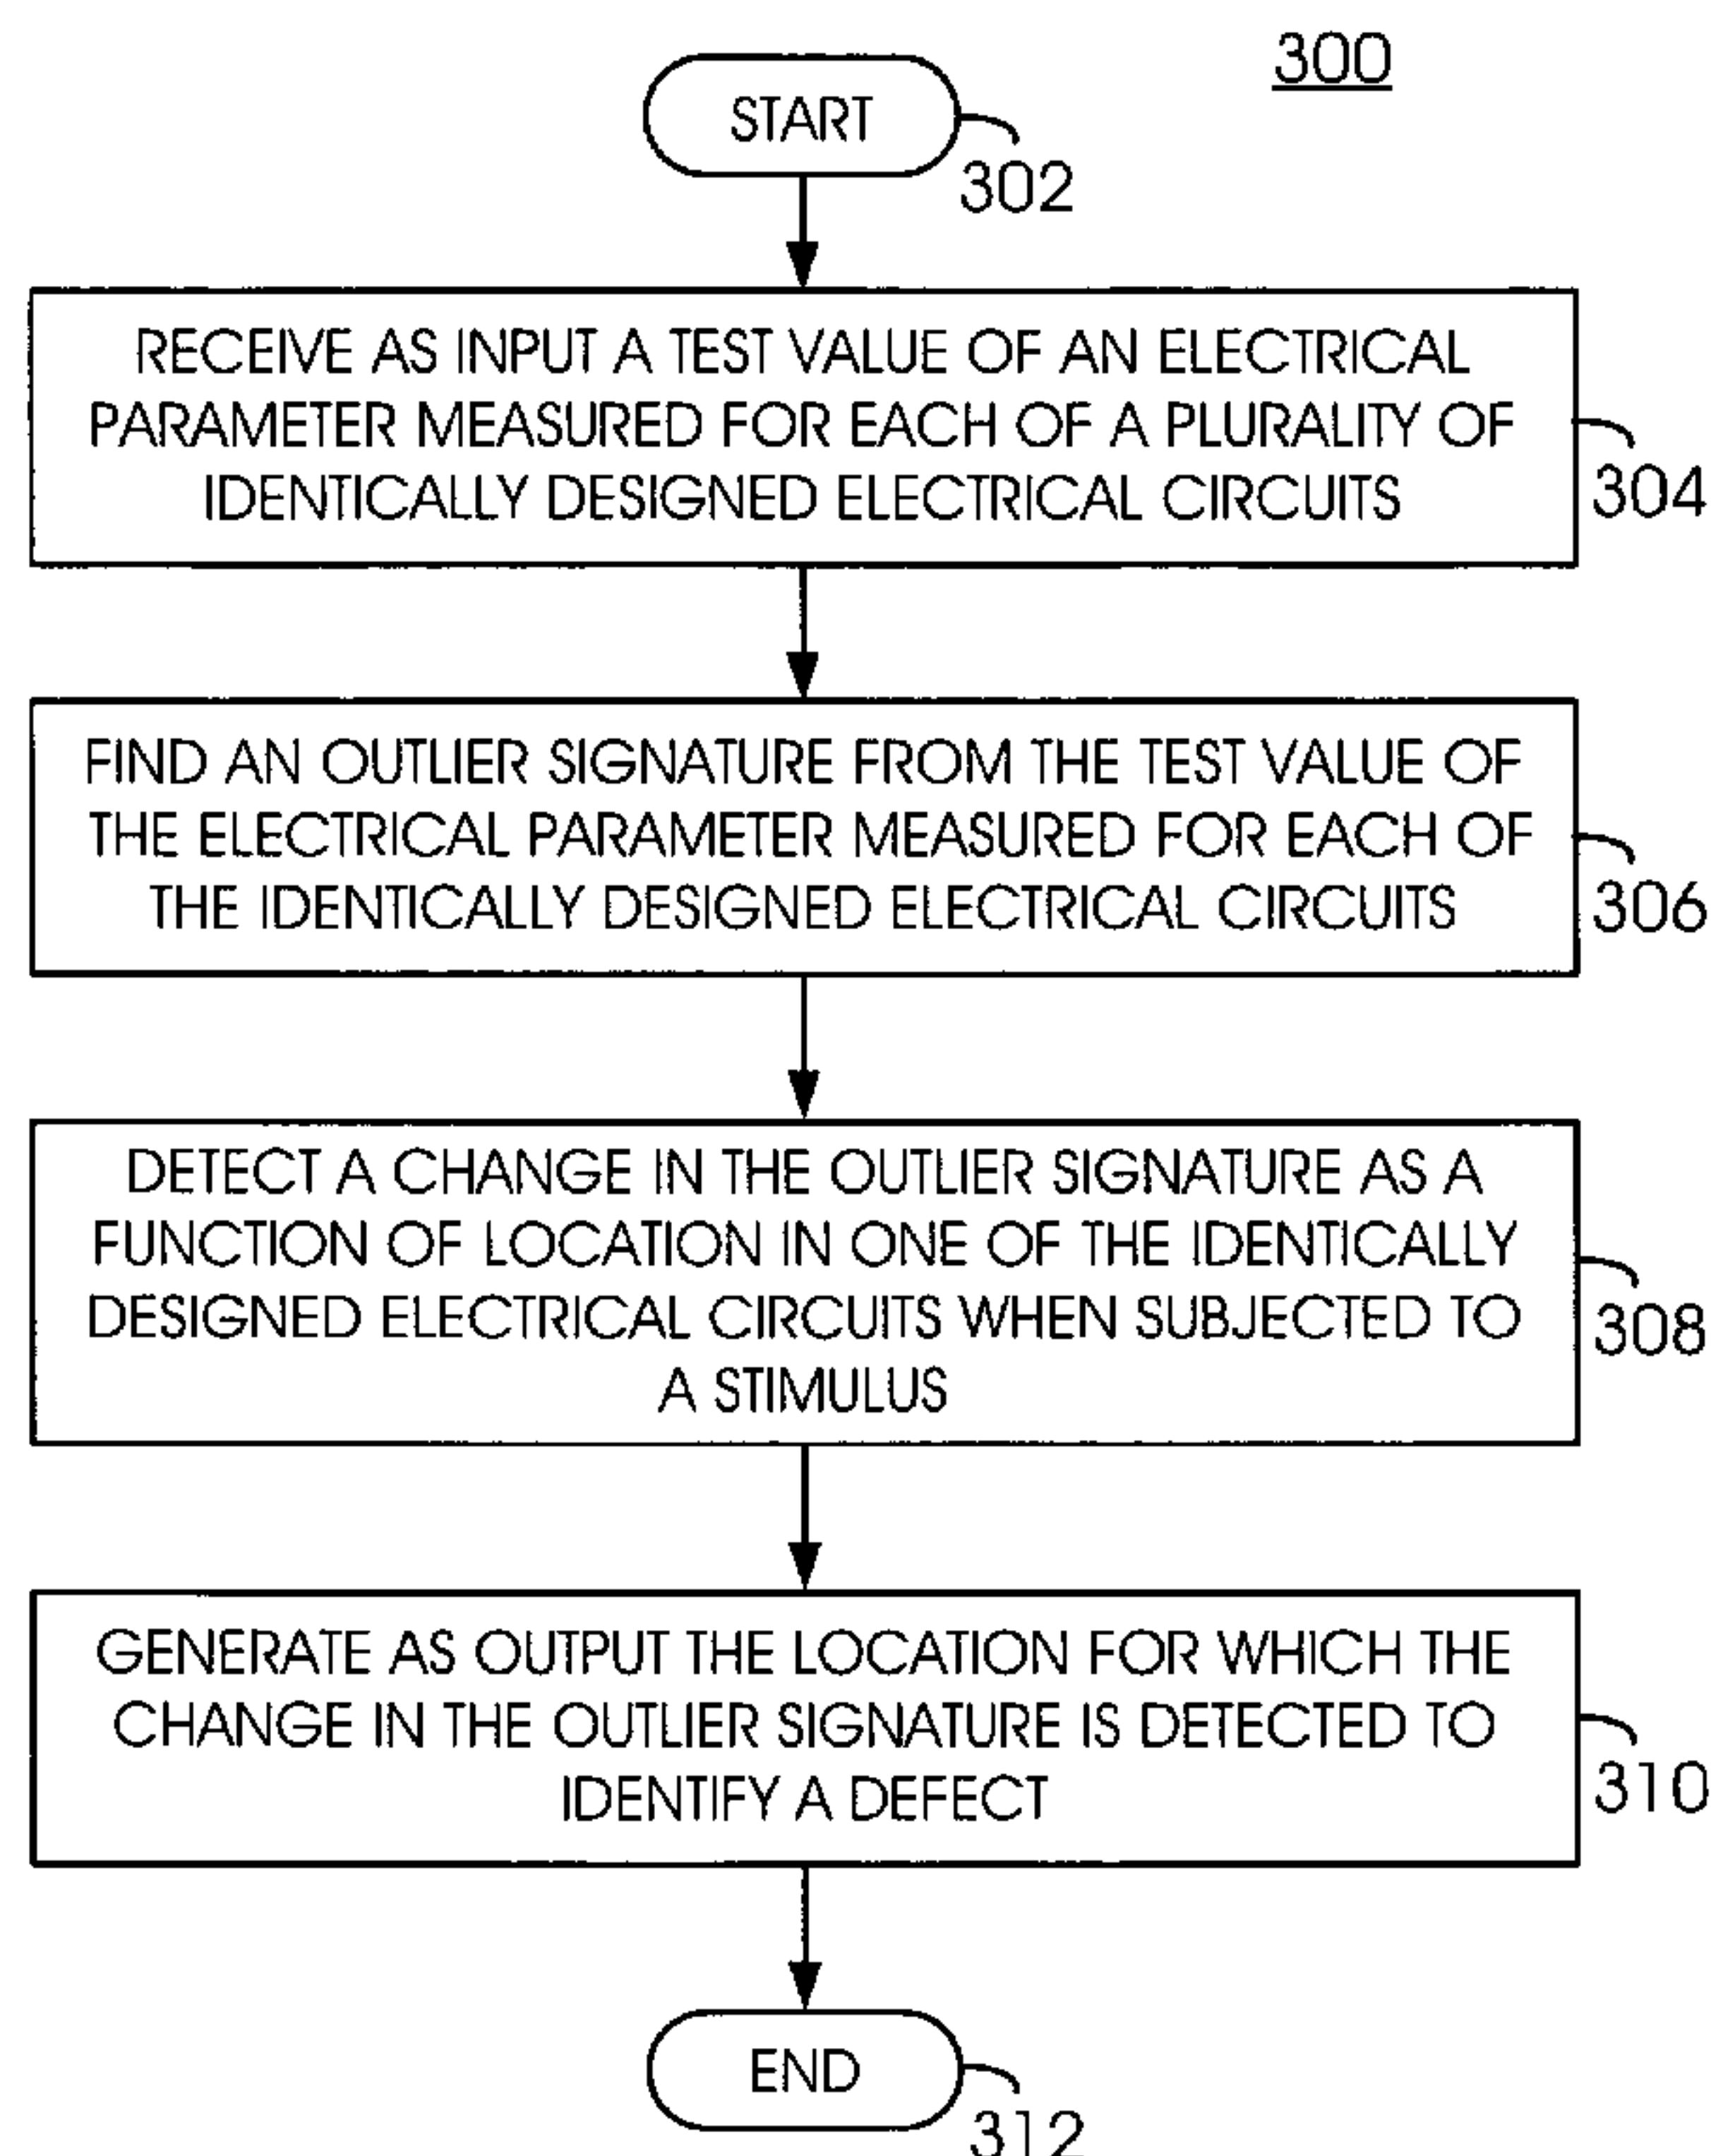 300
START
302
RECEIVE AS INPUT A TEST VALUE OF AN ELECTRICAL
PARAMETER MEASURED FOR EACH OF A PLURALITY OF
IDENTICALLY DESIGNED ELECTRICAL CIRCUITS
304
FIND AN OUTLIER SIGNATURE FROM THE TEST VALUE OF
THE ELECTRICAL PARAMETER MEASURED FOR EACH OF
THE IDENTICALLY DESIGNED ELECTRICAL CIRCUITS
306
DETECT A CHANGE IN THE OUTLIER SIGNATURE AS A
FUNCTION OF LOCATION IN ONE OF THE IDENTICALLY
DESIGNED ELECTRICAL CIRCUITS WHEN SUBJECTED TO
A STIMULUS
308
GENERATE AS OUTPUT THE LOCATION FOR WHICH THE
CHANGE IN THE OUTLIER SIGNATURE IS DETECTED TO
IDENTIFY A DEFECT
310
END
312